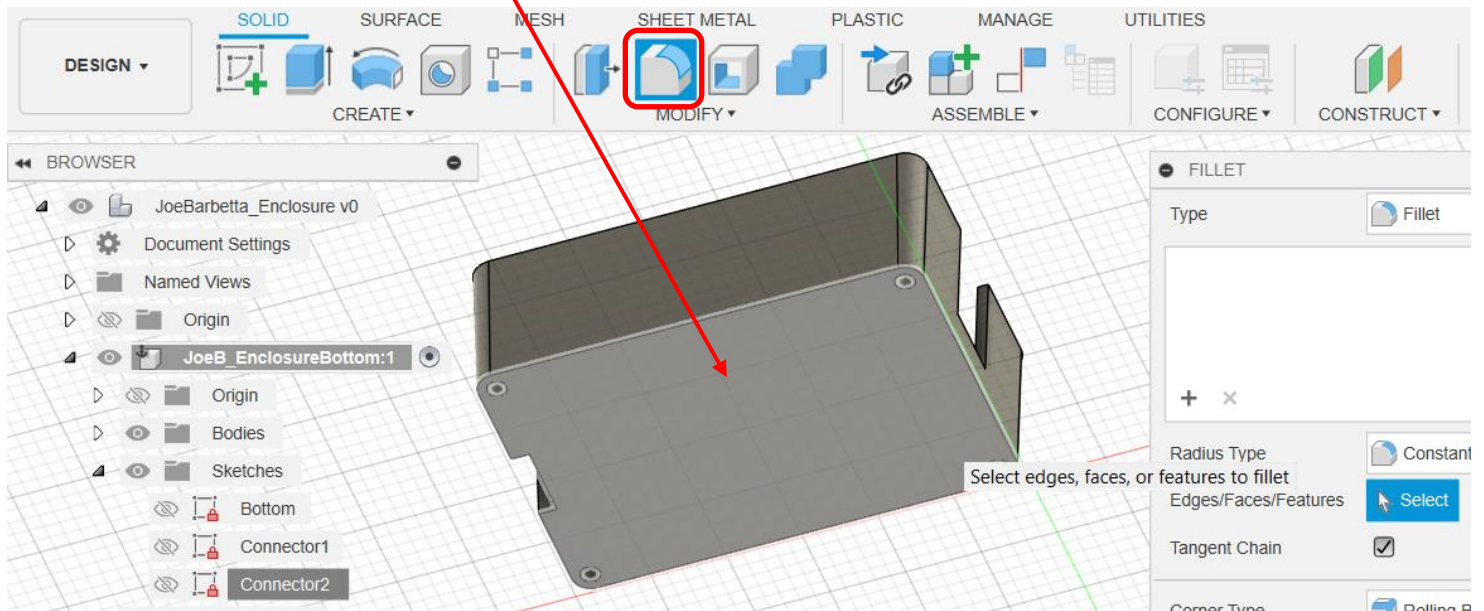 SOLID SURFACE MESH SHEET METAL PLASTIC MANAGE UTILITIES
DESIGN
CREATE MODIFY ASSEMBLE CONFIGURE CONSTRUCT
BROWSER
JoeBarbetta_Enclosure v0
Document Settings
Named Views
Origin
JoeB_EnclosureBottom:1
Origin
Bodies
Sketches
Bottom
Connector1
Connector2
Select edges, faces, or features to fillet
FILLET
Type Fillet
Radius Type Constant
Edges/Faces/Features Select
Tangent Chain
Corner Type Rolling